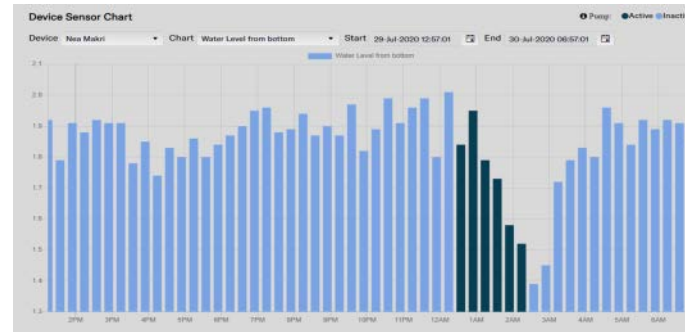 Device Sensor Chart
Pump: Active Inacti
Device Nea Makri Chart Water Level from bottom Start 29-Jul-2020 12:57:01 End 30-Jul-2020 06:57:01
Water Level from bottom
2.1
2.0
1.9
1.8
1.7
1.6
1.5
1.4
1.3
2PM 3PM 4PM 5PM 6PM 7PM 8PM 9PM 10PM 11PM 12AM 1AM 2AM 3AM 4AM 5AM 6AM